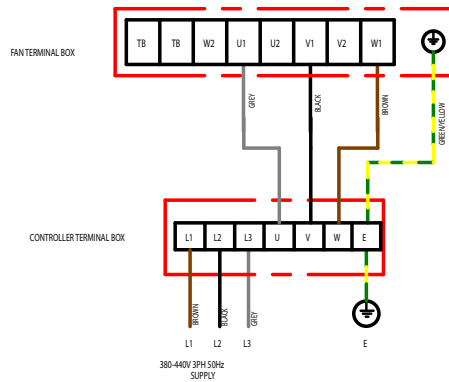 FAN TERMINAL BOX
TB TB W2 U1 U2 V1 V2 W1
GREY
BLACK
BROWN
GREEN/YELLOW
CONTROLLER TERMINAL BOX
L1 L2 L3 U V W E
BROWN
BLACK
GREY
L1 L2 L3 E
380-440V 3PH 50Hz
SUPPLY